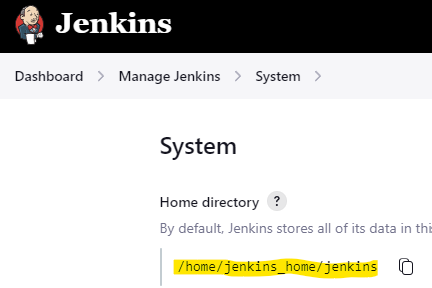 Jenkins
Dashboard > Manage Jenkins > System >
System
Home directory ?
By default, Jenkins stores all of its data in this
/home/jenkins_home/jenkins